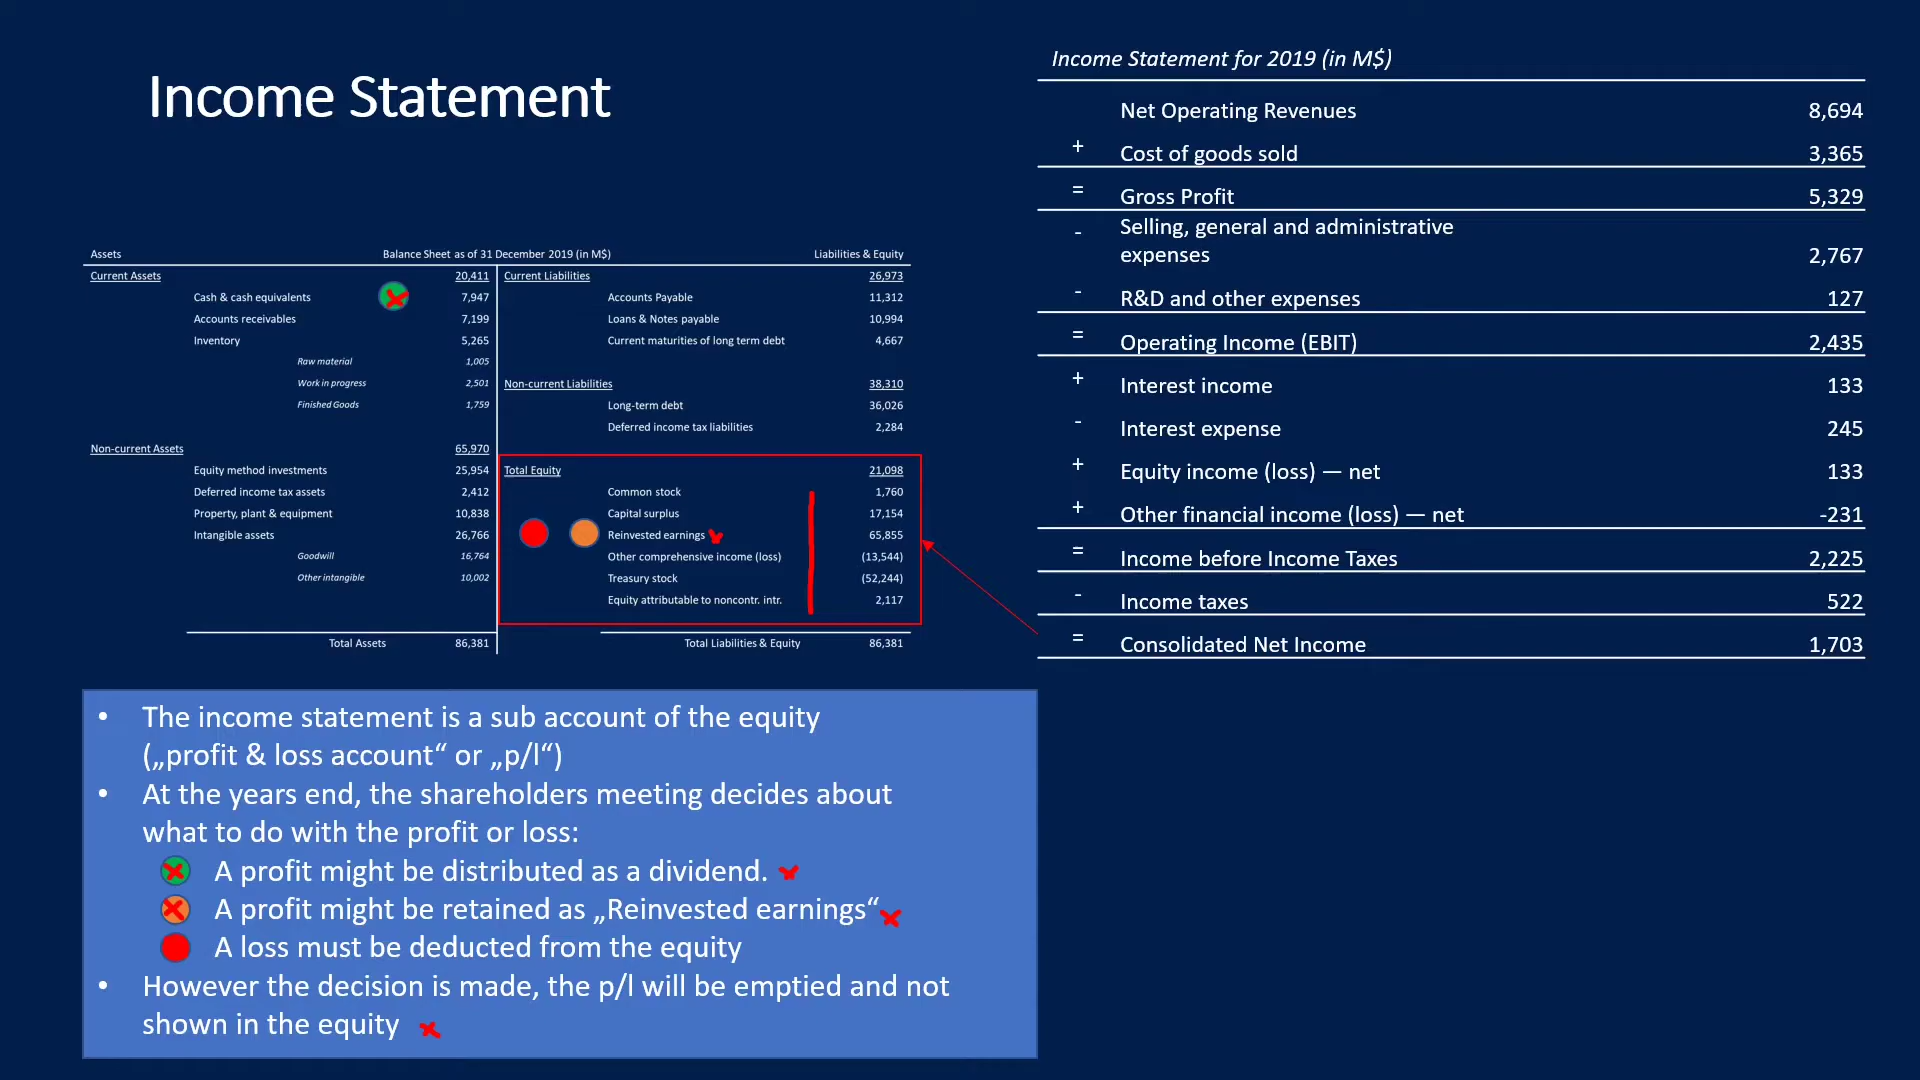 Income Statement
Assets Balance Sheet as of 31 December 2019 (in M$) Liabilities & Equity
Current Assets 20,411 Current Liabilities 26,973
Cash & cash equivalents 7,947 Accounts Payable 11,312
Accounts receivables 7,199 Loans & Notes payable 10,994
Inventory 5,265 Current maturities of long term debt 4,667
Raw material 1,005
Work in progress 2,501 Non-current Liabilities 38,310
Finished Goods 1,759 Long-term debt 36,026
Deferred income tax liabilities 2,284
Non-current Assets 65,970
Equity method investments 25,954 Total Equity 21,098
Deferred income tax assets 2,412 Common stock 1,760
Property, plant & equipment 10,838 Capital surplus 17,154
Intangible assets 26,766 Reinvested earnings 65,855
Goodwill 16,764 Other comprehensive income (loss) (13,544)
Other intangible 10,002 Treasury stock (52,244)
Equity attributable to noncontr. intr. 2,117
Total Assets 86,381 Total Liabilities & Equity 86,381
Income Statement for 2019 (in M$)
Net Operating Revenues 8,694
+ Cost of goods sold 3,365
= Gross Profit 5,329
- Selling, general and administrative
expenses 2,767
- R&D and other expenses 127
= Operating Income (EBIT) 2,435
+ Interest income 133
- Interest expense 245
+ Equity income (loss) — net 133
+ Other financial income (loss) — net -231
= Income before Income Taxes 2,225
- Income taxes 522
= Consolidated Net Income 1,703
• The income statement is a sub account of the equity
(„profit & loss account“ or „p/l“)
• At the years end, the shareholders meeting decides about
what to do with the profit or loss:
A profit might be distributed as a dividend.
A profit might be retained as „Reinvested earnings“
A loss must be deducted from the equity
• However the decision is made, the p/l will be emptied and not
shown in the equity